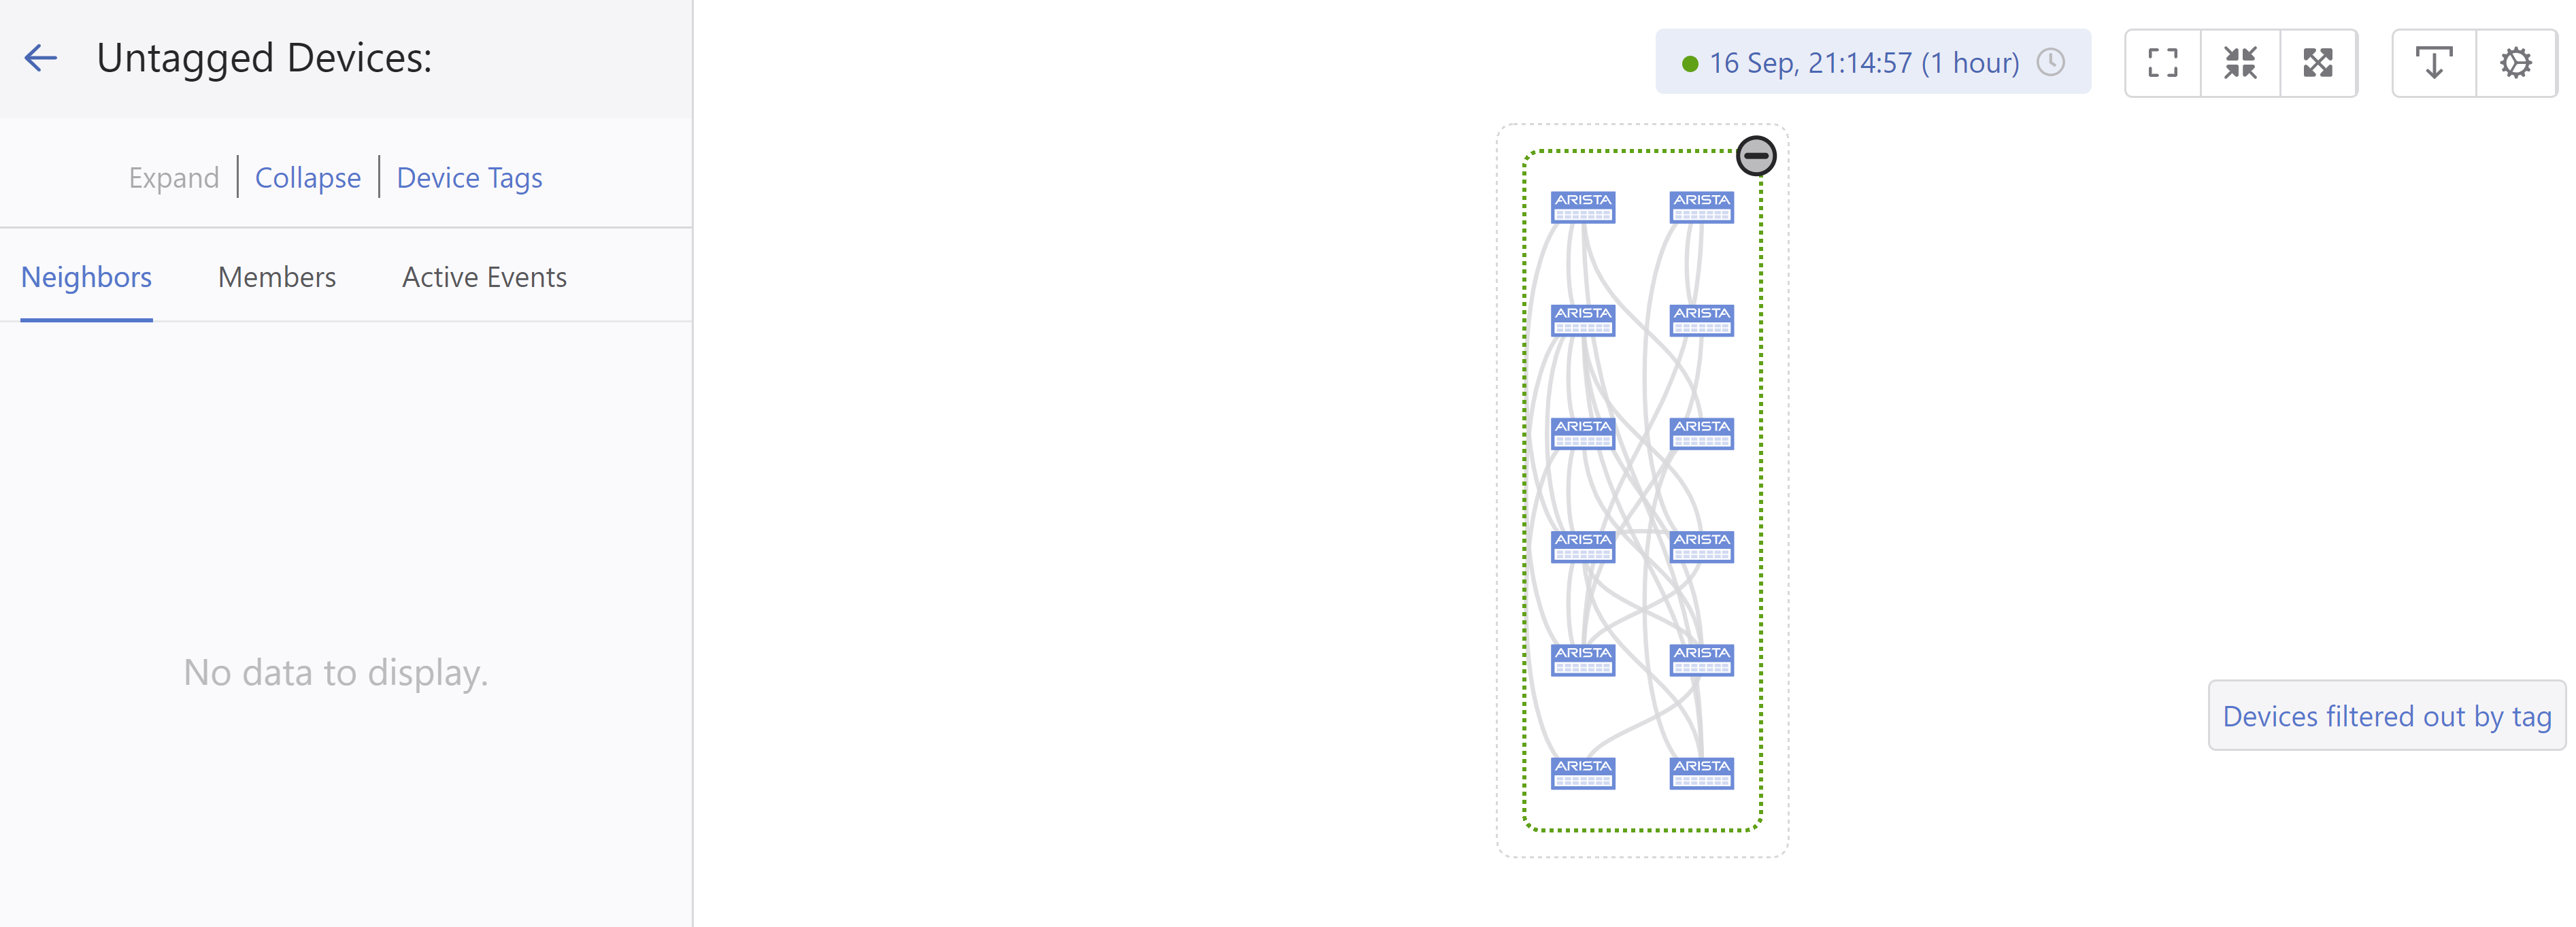 Untagged Devices:
16 Sep, 21:14:57 (1 hour)
Expand Collapse Device Tags
Neighbors Members Active Events
No data to display.
ARISTA ARISTA
ARISTA ARISTA
ARISTA ARISTA
ARISTA ARISTA
ARISTA ARISTA
ARISTA ARISTA
Devices filtered out by tag